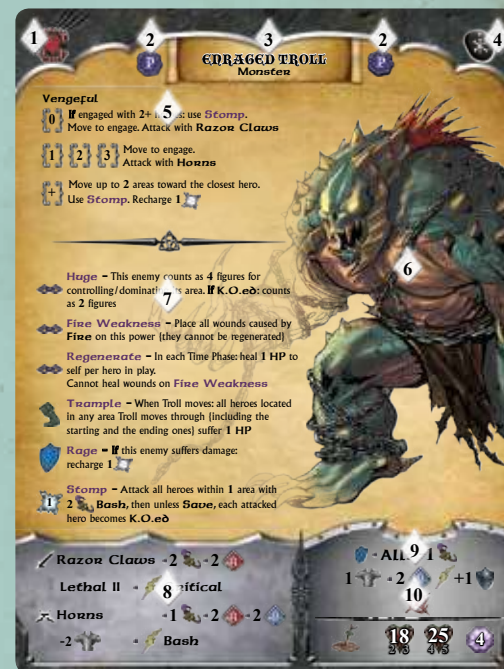 1 2 3 2 4
P P
ENRAGED TROLL
Monster
Vengeful
5
0 If engaged with 2+ : use Stomp.
Move to engage. Attack with Razor Claws
1 2 3 Move to engage.
Attack with Horns
+ Move up to 2 areas toward the closest hero.
Use Stomp. Recharge 1
6
Huge – This enemy counts as 4 figures for
controlling/dominating area. If K.O.ed: counts
as 2 figures
7
Fire Weakness – Place all wounds caused by
Fire on this power (they cannot be regenerated)
Regenerate – In each Time Phase: heal 1 HP to
self per hero in play.
Cannot heal wounds on Fire Weakness
Trample – When Troll moves: all heroes located
in any area Troll moves through (including the
starting and the ending ones) suffer 1 HP
Rage – If this enemy suffers damage:
recharge 1
1 Stomp – Attack all heroes within 1 area with
2 Bash, then unless Save, each attacked
hero becomes K.O.ed
Razor Claws - 2 - 2
Lethal II - 8
Horns - 1 - 2 - 2
-2 - Bash
9
- 1
1 - 2 +1
10
18 25 4
2/3 4/5